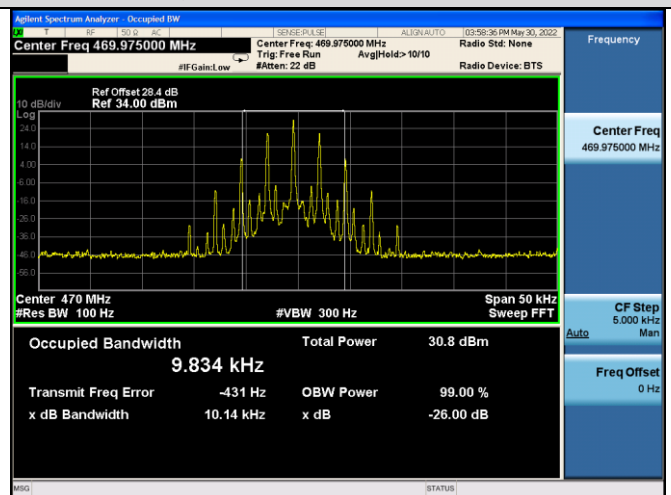 Agilent Spectrum Analyzer - Occupied BW
T RF 50 Ω AC SENSE:PULSE ALIGN AUTO 03:58:36 PM May 30, 2022
Center Freq 469.975000 MHz
Center Freq: 469.975000 MHz Radio Std: None
Trig: Free Run Avg|Hold:> 10/10
#IFGain:Low #Atten: 22 dB Radio Device: BTS
Ref Offset 28.4 dB
10 dB/div Ref 34.00 dBm
Log
24.0
14.0
4.00
-6.00
-16.0
-26.0
-36.0
-46.0
-56.0
Center 470 MHz Span 50 kHz
#Res BW 100 Hz #VBW 300 Hz Sweep FFT
Occupied Bandwidth Total Power 30.8 dBm
9.834 kHz
Transmit Freq Error -431 Hz OBW Power 99.00 %
x dB Bandwidth 10.14 kHz x dB -26.00 dB
MSG STATUS
Frequency
Center Freq
469.975000 MHz
CF Step
5.000 kHz
Auto Man
Freq Offset
0 Hz